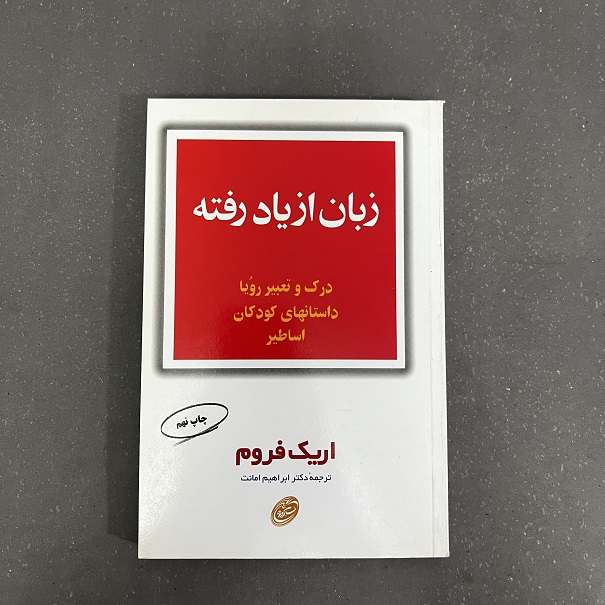 زبان از یاد رفته
درک و تعبیر رؤیا
داستانهای کودکان
اساطیر
چاپ نهم
اریک فروم
ترجمهٔ دکتر ابراهیم امانت